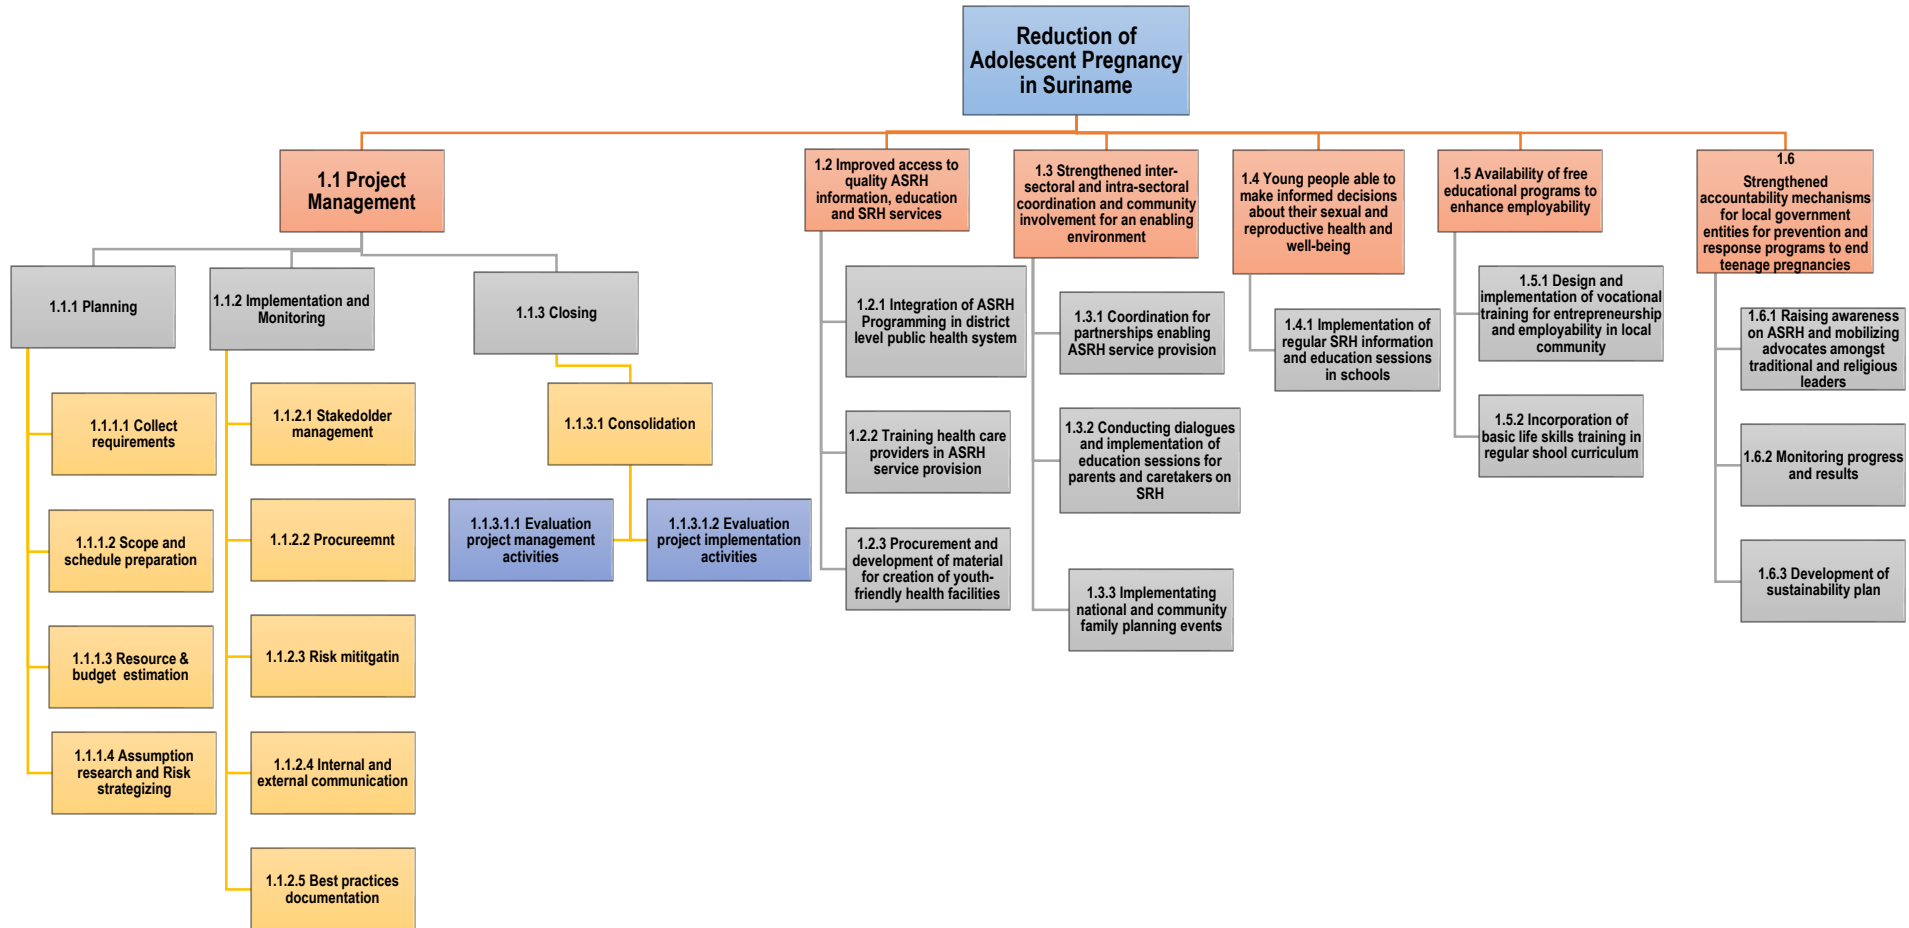 Reduction of
Adolescent Pregnancy
in Suriname
1.1 Project
Management
1.2 Improved access to
quality ASRH
information, education
and SRH services
1.3 Strengthened inter-
sectoral and intra-sectoral
coordination and community
involvement for an enabling
environment
1.4 Young people able to
make informed decisions
about their sexual and
reproductive health and
well-being
1.5 Availability of free
educational programs to
enhance employability
1.6
Strengthened
accountability mechanisms
for local government
entities for prevention and
response programs to end
teenage pregnancies
1.1.1 Planning
1.1.2 Implementation and
Monitoring
1.1.3 Closing
1.1.1.1 Collect
requirements
1.1.1.2 Scope and
schedule preparation
1.1.1.3 Resource &
budget  estimation
1.1.1.4 Assumption
research and Risk
strategizing
1.1.2.1 Stakedolder
management
1.1.2.2 Procureemnt
1.1.2.3 Risk mititgatin
1.1.2.4 Internal and
external communication
1.1.2.5 Best practices
documentation
1.1.3.1 Consolidation
1.1.3.1.1 Evaluation
project management
activities
1.1.3.1.2 Evaluation
project implementation
activities
1.2.1 Integration of ASRH
Programming in district
level public health system
1.2.2 Training health care
providers in ASRH
service provision
1.2.3 Procurement and
development of material
for creation of youth-
friendly health facilities
1.3.1 Coordination for
partnerships enabling
ASRH service provision
1.3.2 Conducting dialogues
and implementation of
education sessions for
parents and caretakers on
SRH
1.3.3 Implementating
national and community
family planning events
1.4.1 Implementation of
regular SRH information
and education sessions
in schools
1.5.1 Design and
implementation of vocational
training for entrepreneurship
and employability in local
community
1.5.2 Incorporation of
basic life skills training in
regular shool curriculum
1.6.1 Raising awareness
on ASRH and mobilizing
advocates amongst
traditional and religious
leaders
1.6.2 Monitoring progress
and results
1.6.3 Development of
sustainability plan